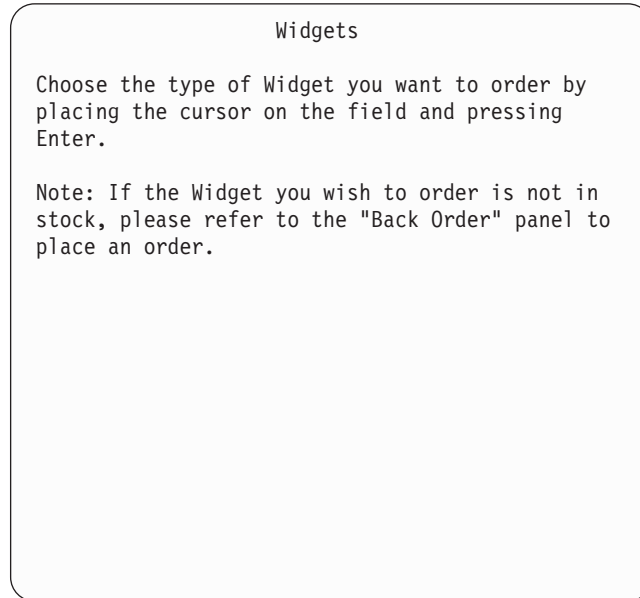 Widgets
Choose the type of Widget you want to order by
placing the cursor on the field and pressing
Enter.
Note: If the Widget you wish to order is not in
stock, please refer to the "Back Order" panel to
place an order.